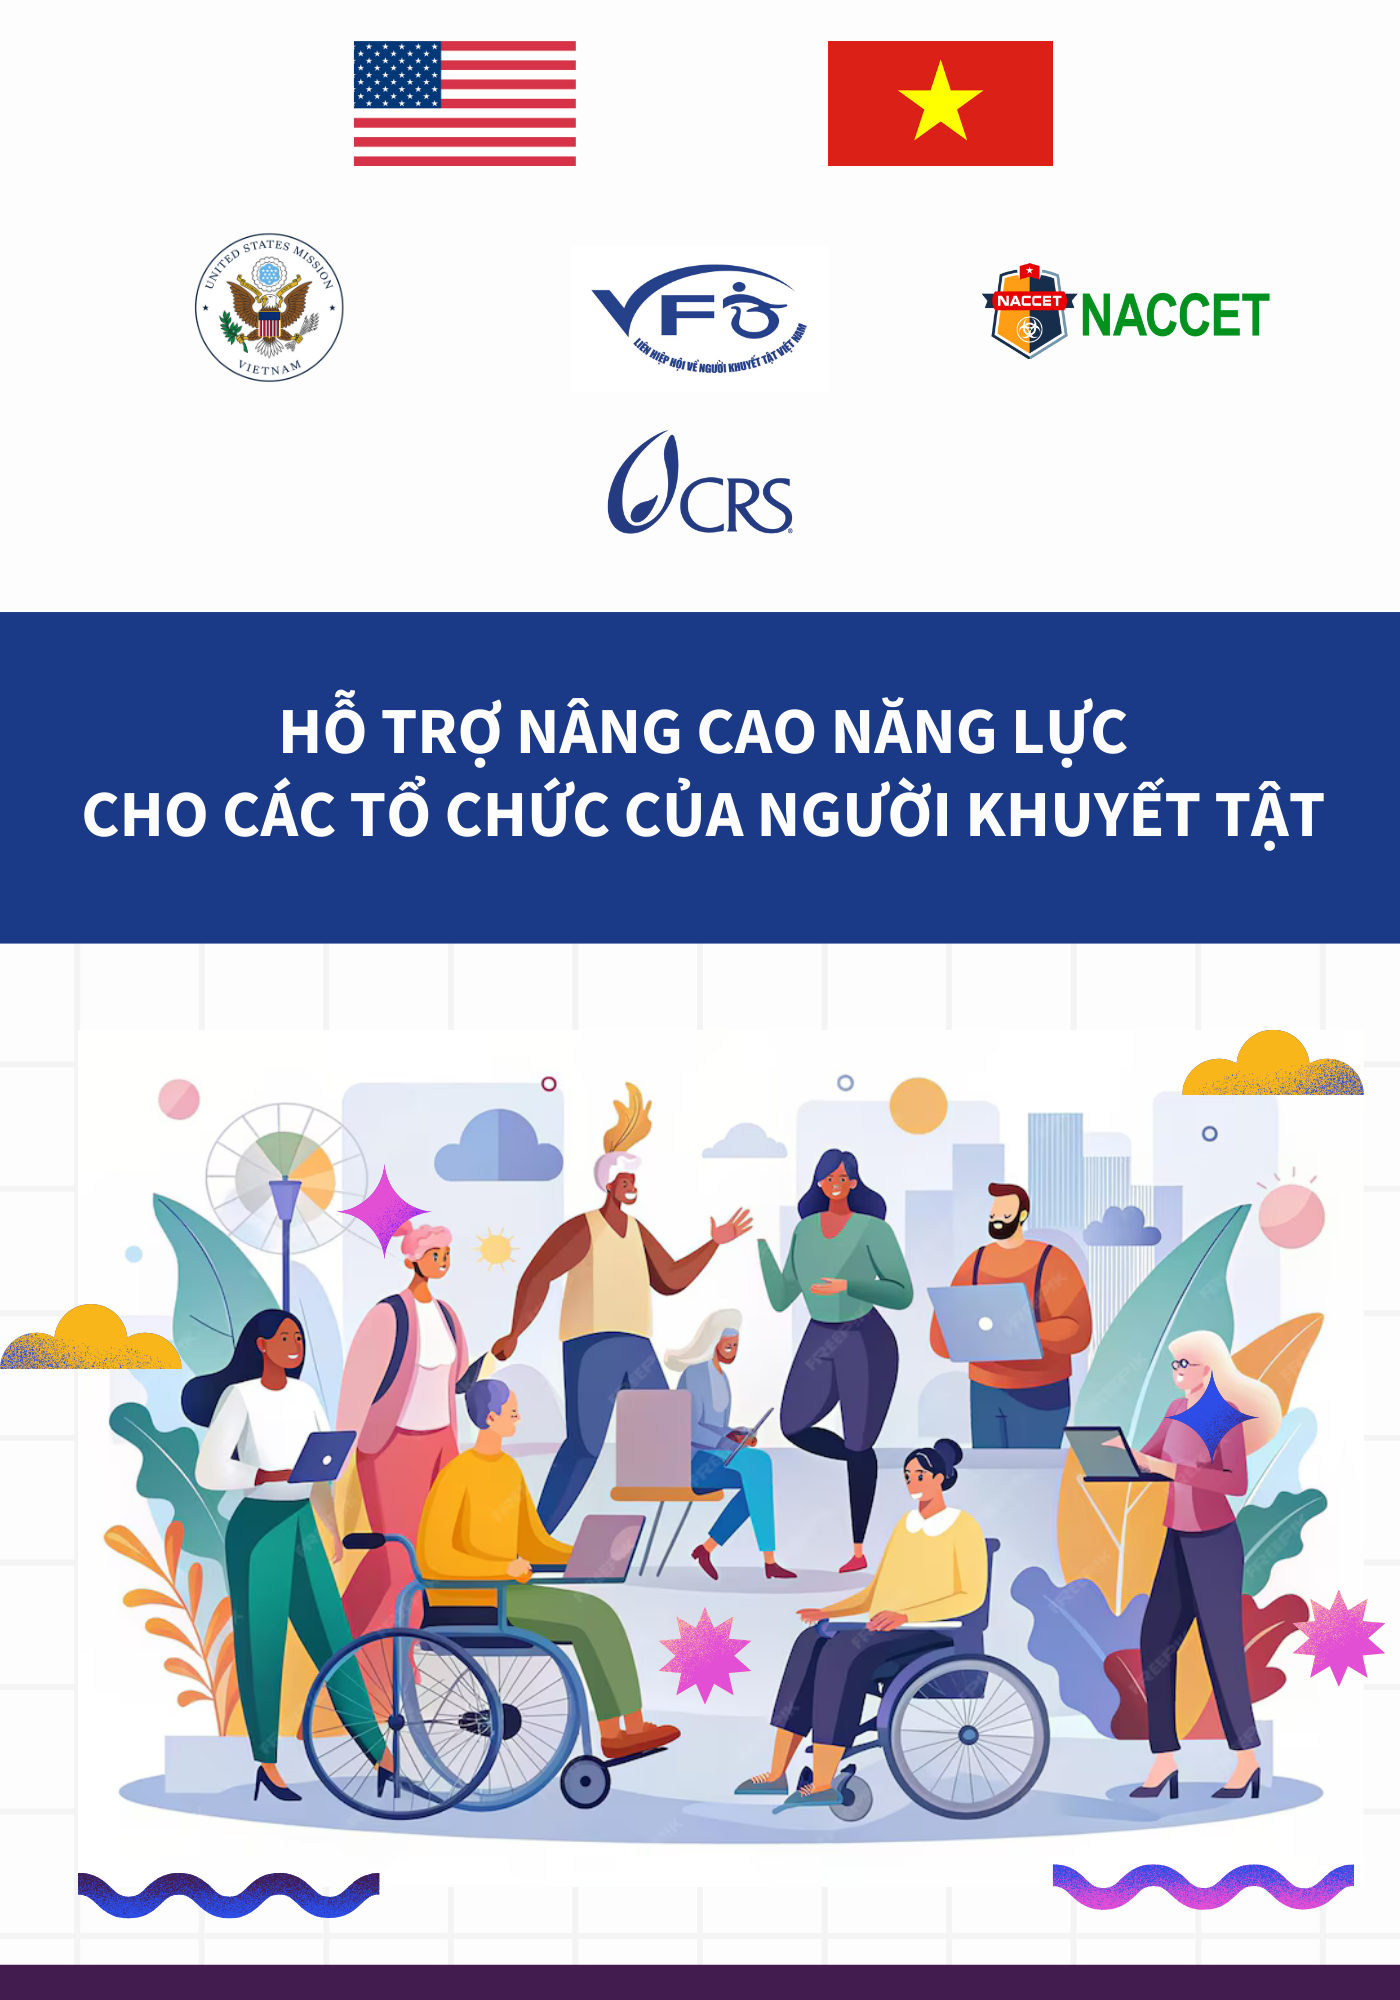 UNITED STATES MISSION
VIETNAM
VFD
LIÊN HIỆP HỘI VỀ NGƯỜI KHUYẾT TẬT VIỆT NAM
NACCET
NACCET
CRS
HỖ TRỢ NÂNG CAO NĂNG LỰC
CHO CÁC TỔ CHỨC CỦA NGƯỜI KHUYẾT TẬT